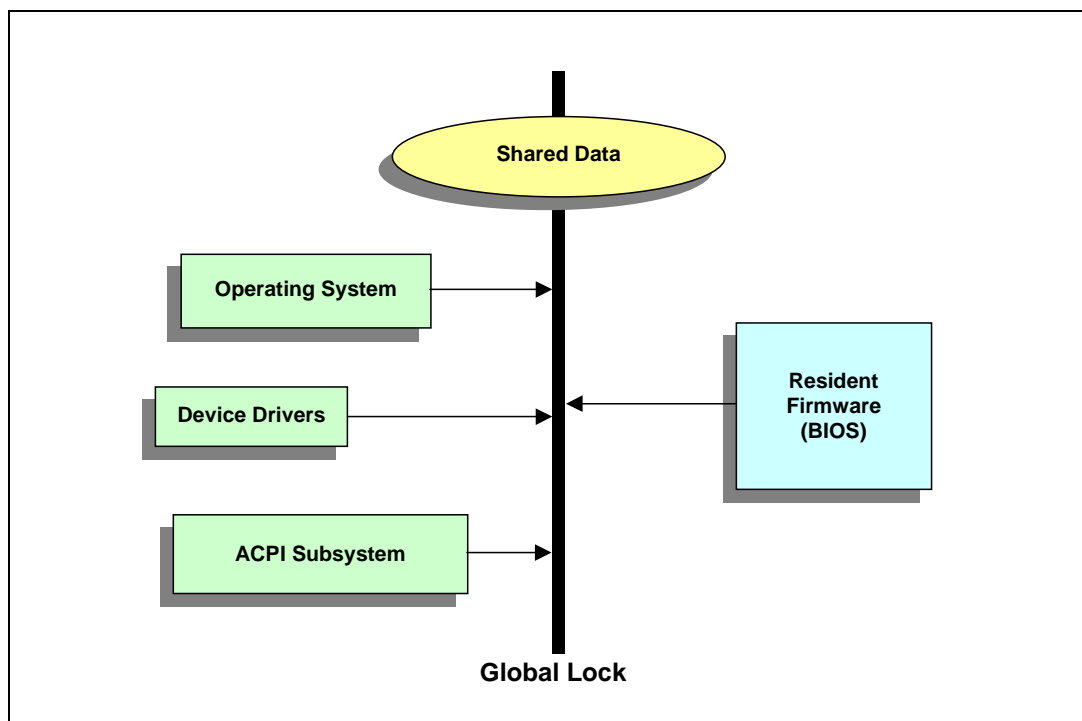 Shared Data
Operating System
Device Drivers
Resident
Firmware
(BIOS)
ACPI Subsystem
Global Lock